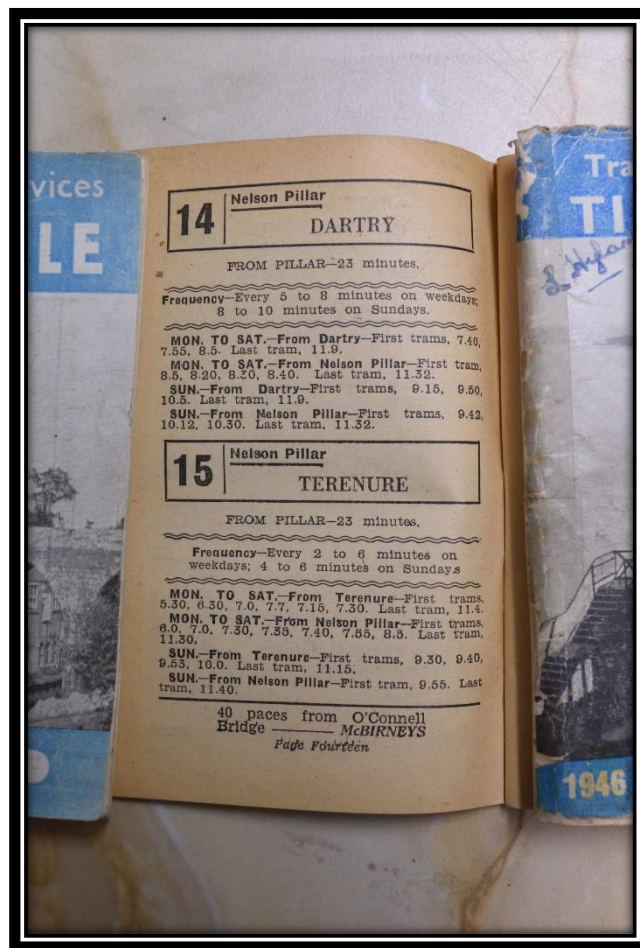 vices
LE
14
Nelson Pillar
DARTRY
FROM PILLAR—23 minutes.
Frequency—Every 5 to 8 minutes on weekdays;
8 to 10 minutes on Sundays.
MON. TO SAT.—From Dartry—First trams, 7.40,
7.55, 8.5. Last tram, 11.9.
MON. TO SAT.—From Nelson Pillar—First tram,
8.5, 8.20, 8.30, 8.40. Last tram, 11.32.
SUN.—From Dartry—First trams, 9.15, 9.50,
10.5. Last tram, 11.9.
SUN.—From Nelson Pillar—First trams, 9.42,
10.12, 10.30. Last tram, 11.32.
15
Nelson Pillar
TERENURE
FROM PILLAR—23 minutes.
Frequency—Every 2 to 6 minutes on
weekdays; 4 to 6 minutes on Sunday.s
MON. TO SAT.—From Terenure—First trams,
5.30, 6.30, 7.0, 7.7, 7.15, 7.30. Last tram, 11.4.
MON. TO SAT.—From Nelson Pillar—First trams,
6.0, 7.0, 7.30, 7.35, 7.40, 7.55, 8.5. Last tram,
11.30.
SUN.—From Terenure—First trams, 9.30, 9.40,
9.53, 10.0. Last tram, 11.15.
SUN.—From Nelson Pillar—First tram, 9.55. Last
tram, 11.40.
40 paces from O'Connell
Bridge ——— McBIRNEYS
Page Fourteen
Tra
TI
1946